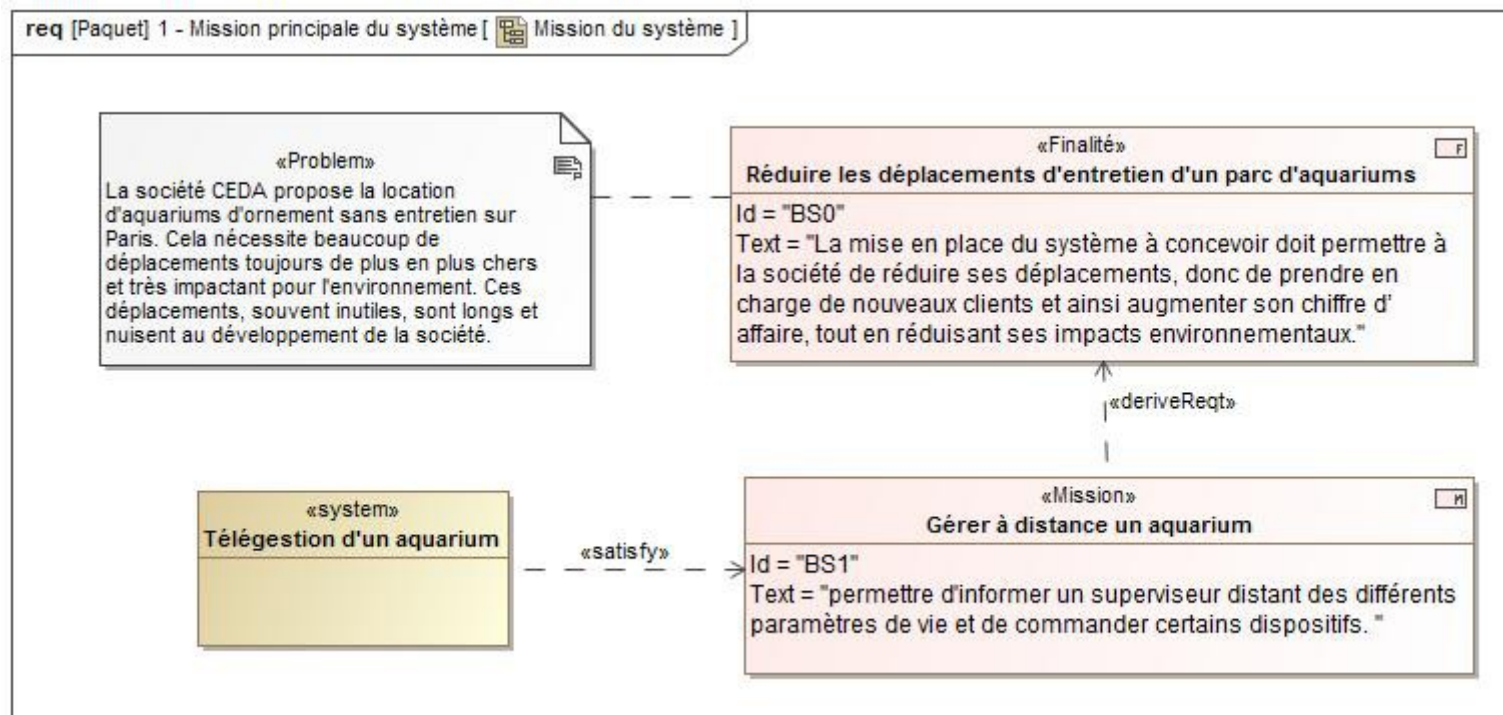 req [Paquet] 1 - Mission principale du système [ Mission du système ]
«Problem»
La société CEDA propose la location
d'aquariums d'ornement sans entretien sur
Paris. Cela nécessite beaucoup de
déplacements toujours de plus en plus chers
et très impactant pour l'environnement. Ces
déplacements, souvent inutiles, sont longs et
nuisent au développement de la société.
«Finalité»
F
Réduire les déplacements d'entretien d'un parc d'aquariums
Id = "BS0"
Text = "La mise en place du système à concevoir doit permettre à
la société de réduire ses déplacements, donc de prendre en
charge de nouveaux clients et ainsi augmenter son chiffre d'
affaire, tout en réduisant ses impacts environnementaux."
«deriveReqt»
«system»
Télégestion d'un aquarium
«satisfy»
«Mission»
M
Gérer à distance un aquarium
Id = "BS1"
Text = "permettre d'informer un superviseur distant des différents
paramètres de vie et de commander certains dispositifs. "